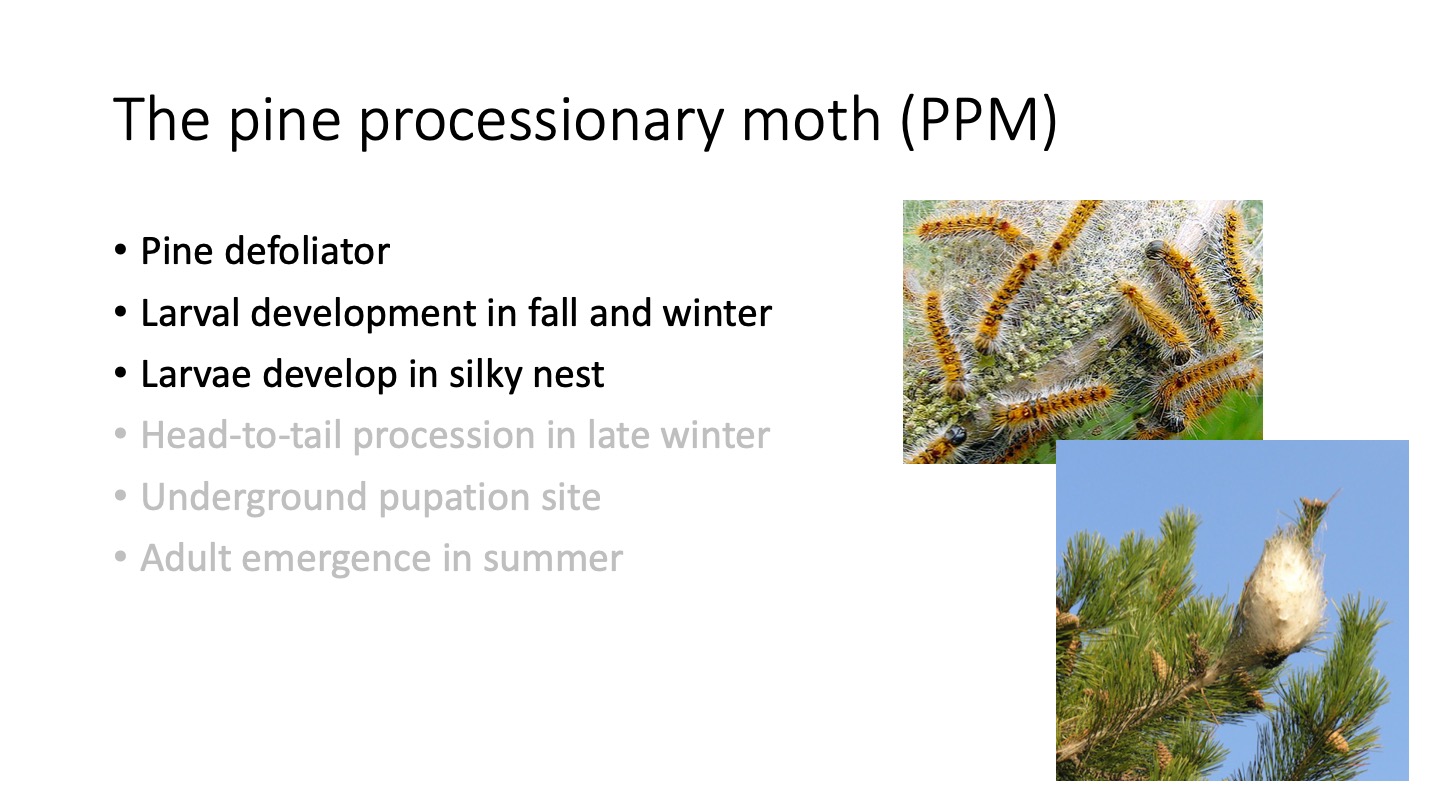 The pine processionary moth (PPM)
• Pine defoliator
• Larval development in fall and winter
• Larvae develop in silky nest
• Head-to-tail procession in late winter
• Underground pupation site
• Adult emergence in summer